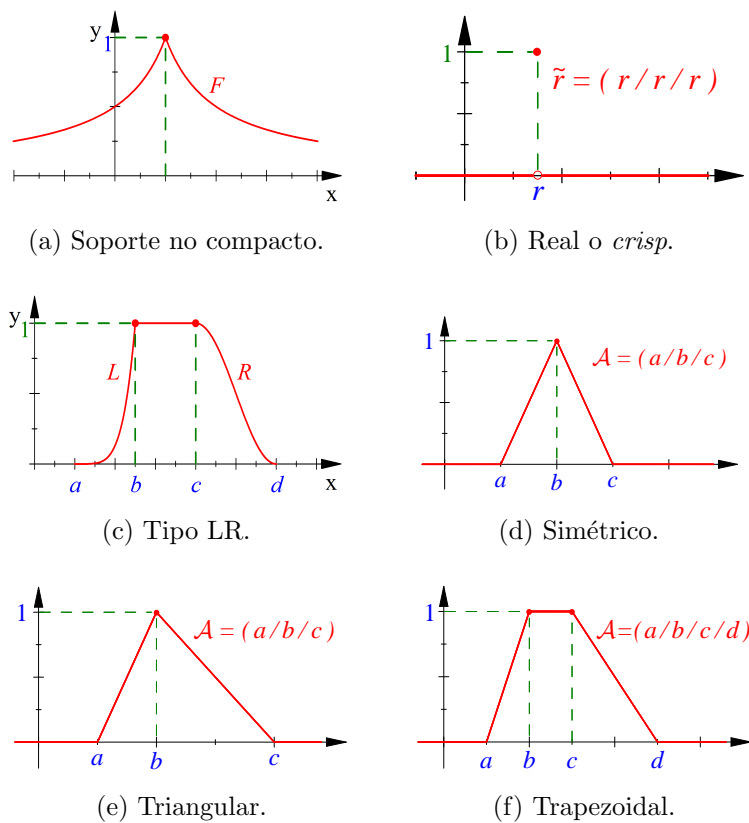 y
1
F
x
(a) Soporte no compacto.
1
r̃ = ( r / r / r )
r
(b) Real o crisp.
y
1
L
R
a b c d
x
(c) Tipo LR.
1
𝒜 = ( a / b / c )
a b c
(d) Simétrico.
1
𝒜 = ( a / b / c )
a b c
(e) Triangular.
1
𝒜=( a / b / c / d )
a b c d
(f) Trapezoidal.